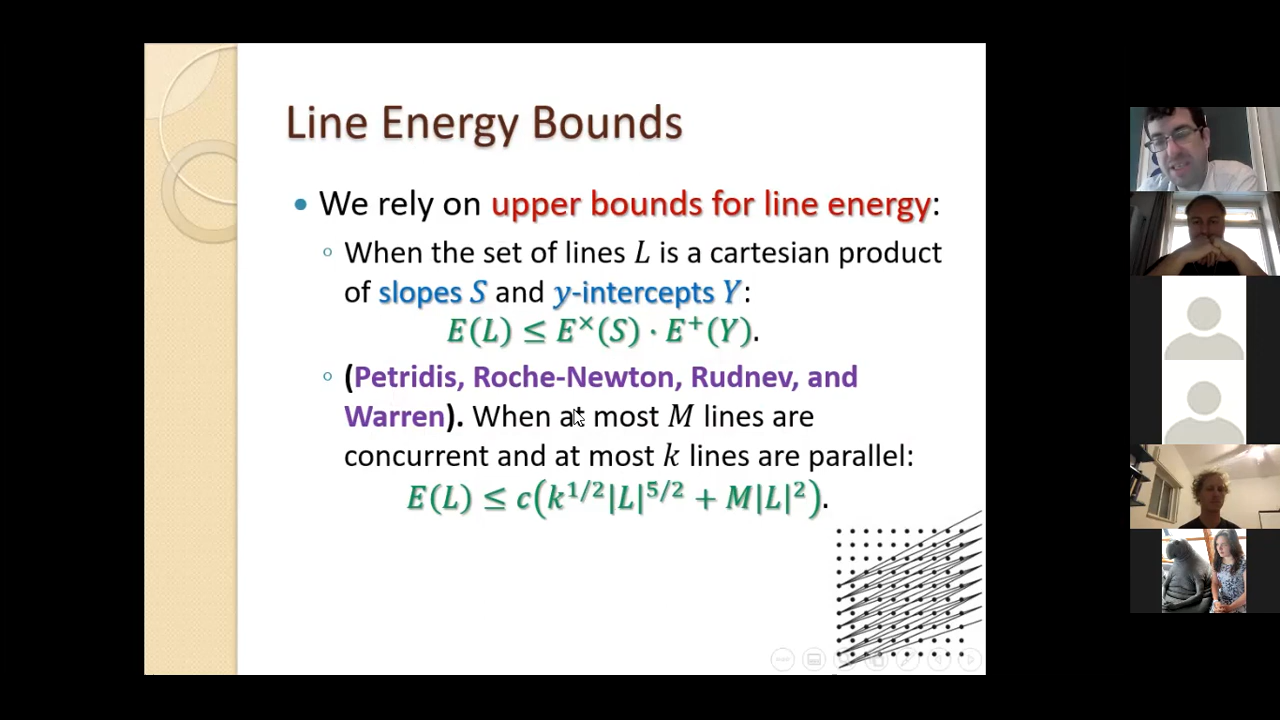 Line Energy Bounds
• We rely on upper bounds for line energy:
◦ When the set of lines L is a cartesian product
of slopes S and y-intercepts Y:
E(L) ≤ E^×(S) · E^+(Y).
◦ (Petridis, Roche-Newton, Rudnev, and
Warren). When at most M lines are
concurrent and at most k lines are parallel:
E(L) ≤ c(k^{1/2}|L|^{5/2} + M|L|^2).